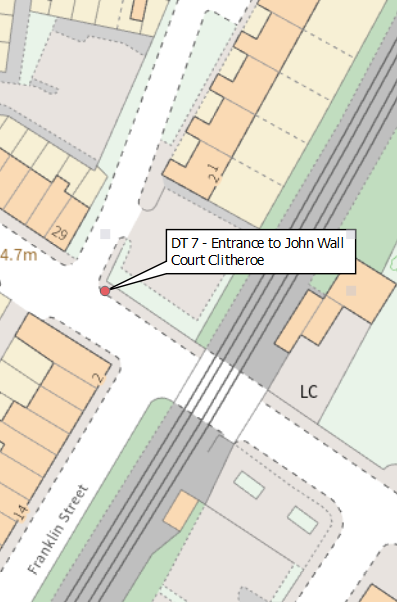 21
29
DT 7 - Entrance to John Wall
Court Clitheroe
4.7m
LC
2
14
Franklin Street